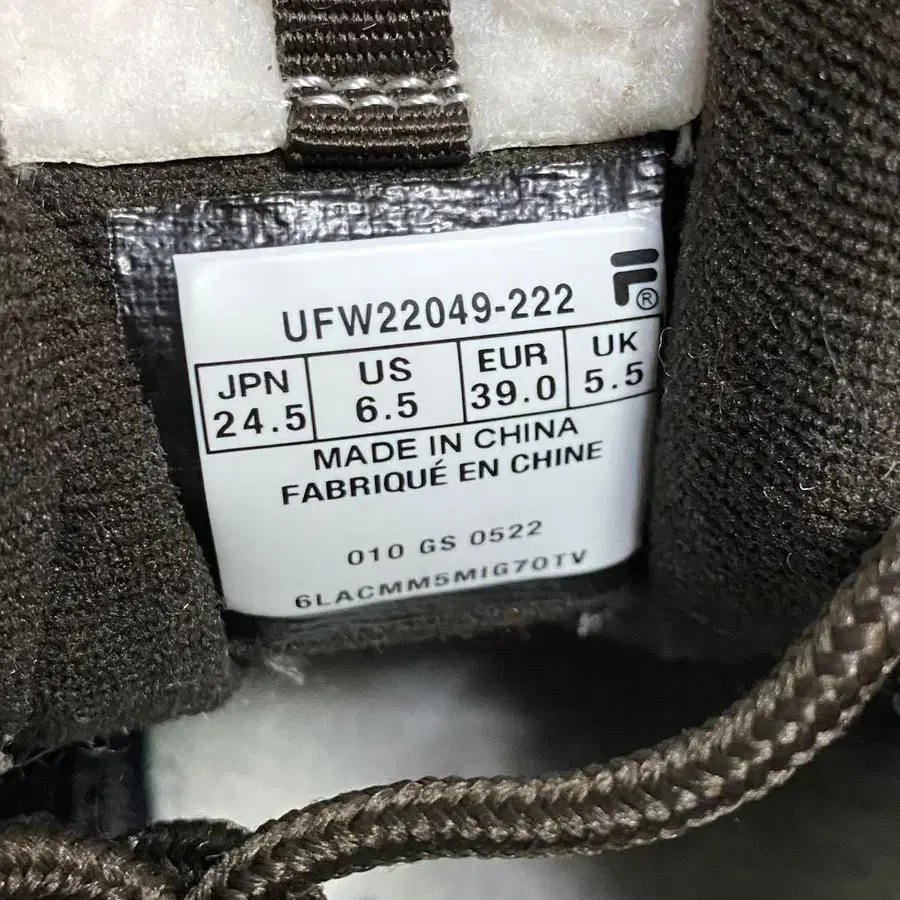 F®
UFW22049-222
JPN US EUR UK
24.5 6.5 39.0 5.5
MADE IN CHINA
FABRIQUÉ EN CHINE
010 GS 0522
6LACMM5MIG70TV